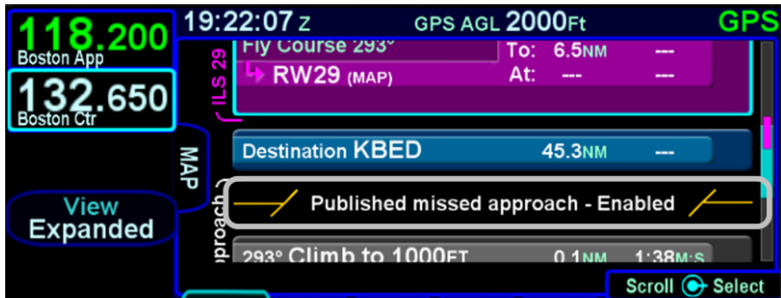 118.200
Boston App
132.650
Boston Ctr
View
Expanded
19:22:07 Z GPS AGL 2000FT GPS
MAP
ILS 29
Fly Course 293° To: 6.5NM ---
RW29 (MAP) At: --- ---
Destination KBED 45.3NM ---
Published missed approach - Enabled
proach
293° Climb to 1000FT 0.1NM 1:38M:S
Scroll Select